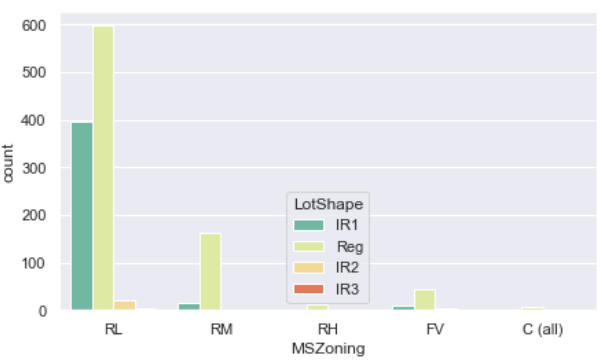 600
500
400
300
200
100
0
count
LotShape
IR1
Reg
IR2
IR3
RL RM RH FV C (all)
MSZoning